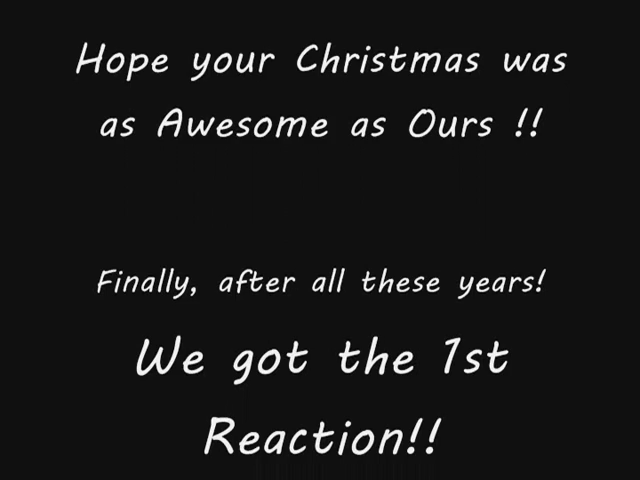 Hope your Christmas was
as Awesome as Ours !!
Finally, after all these years!
We got the 1st
Reaction!!